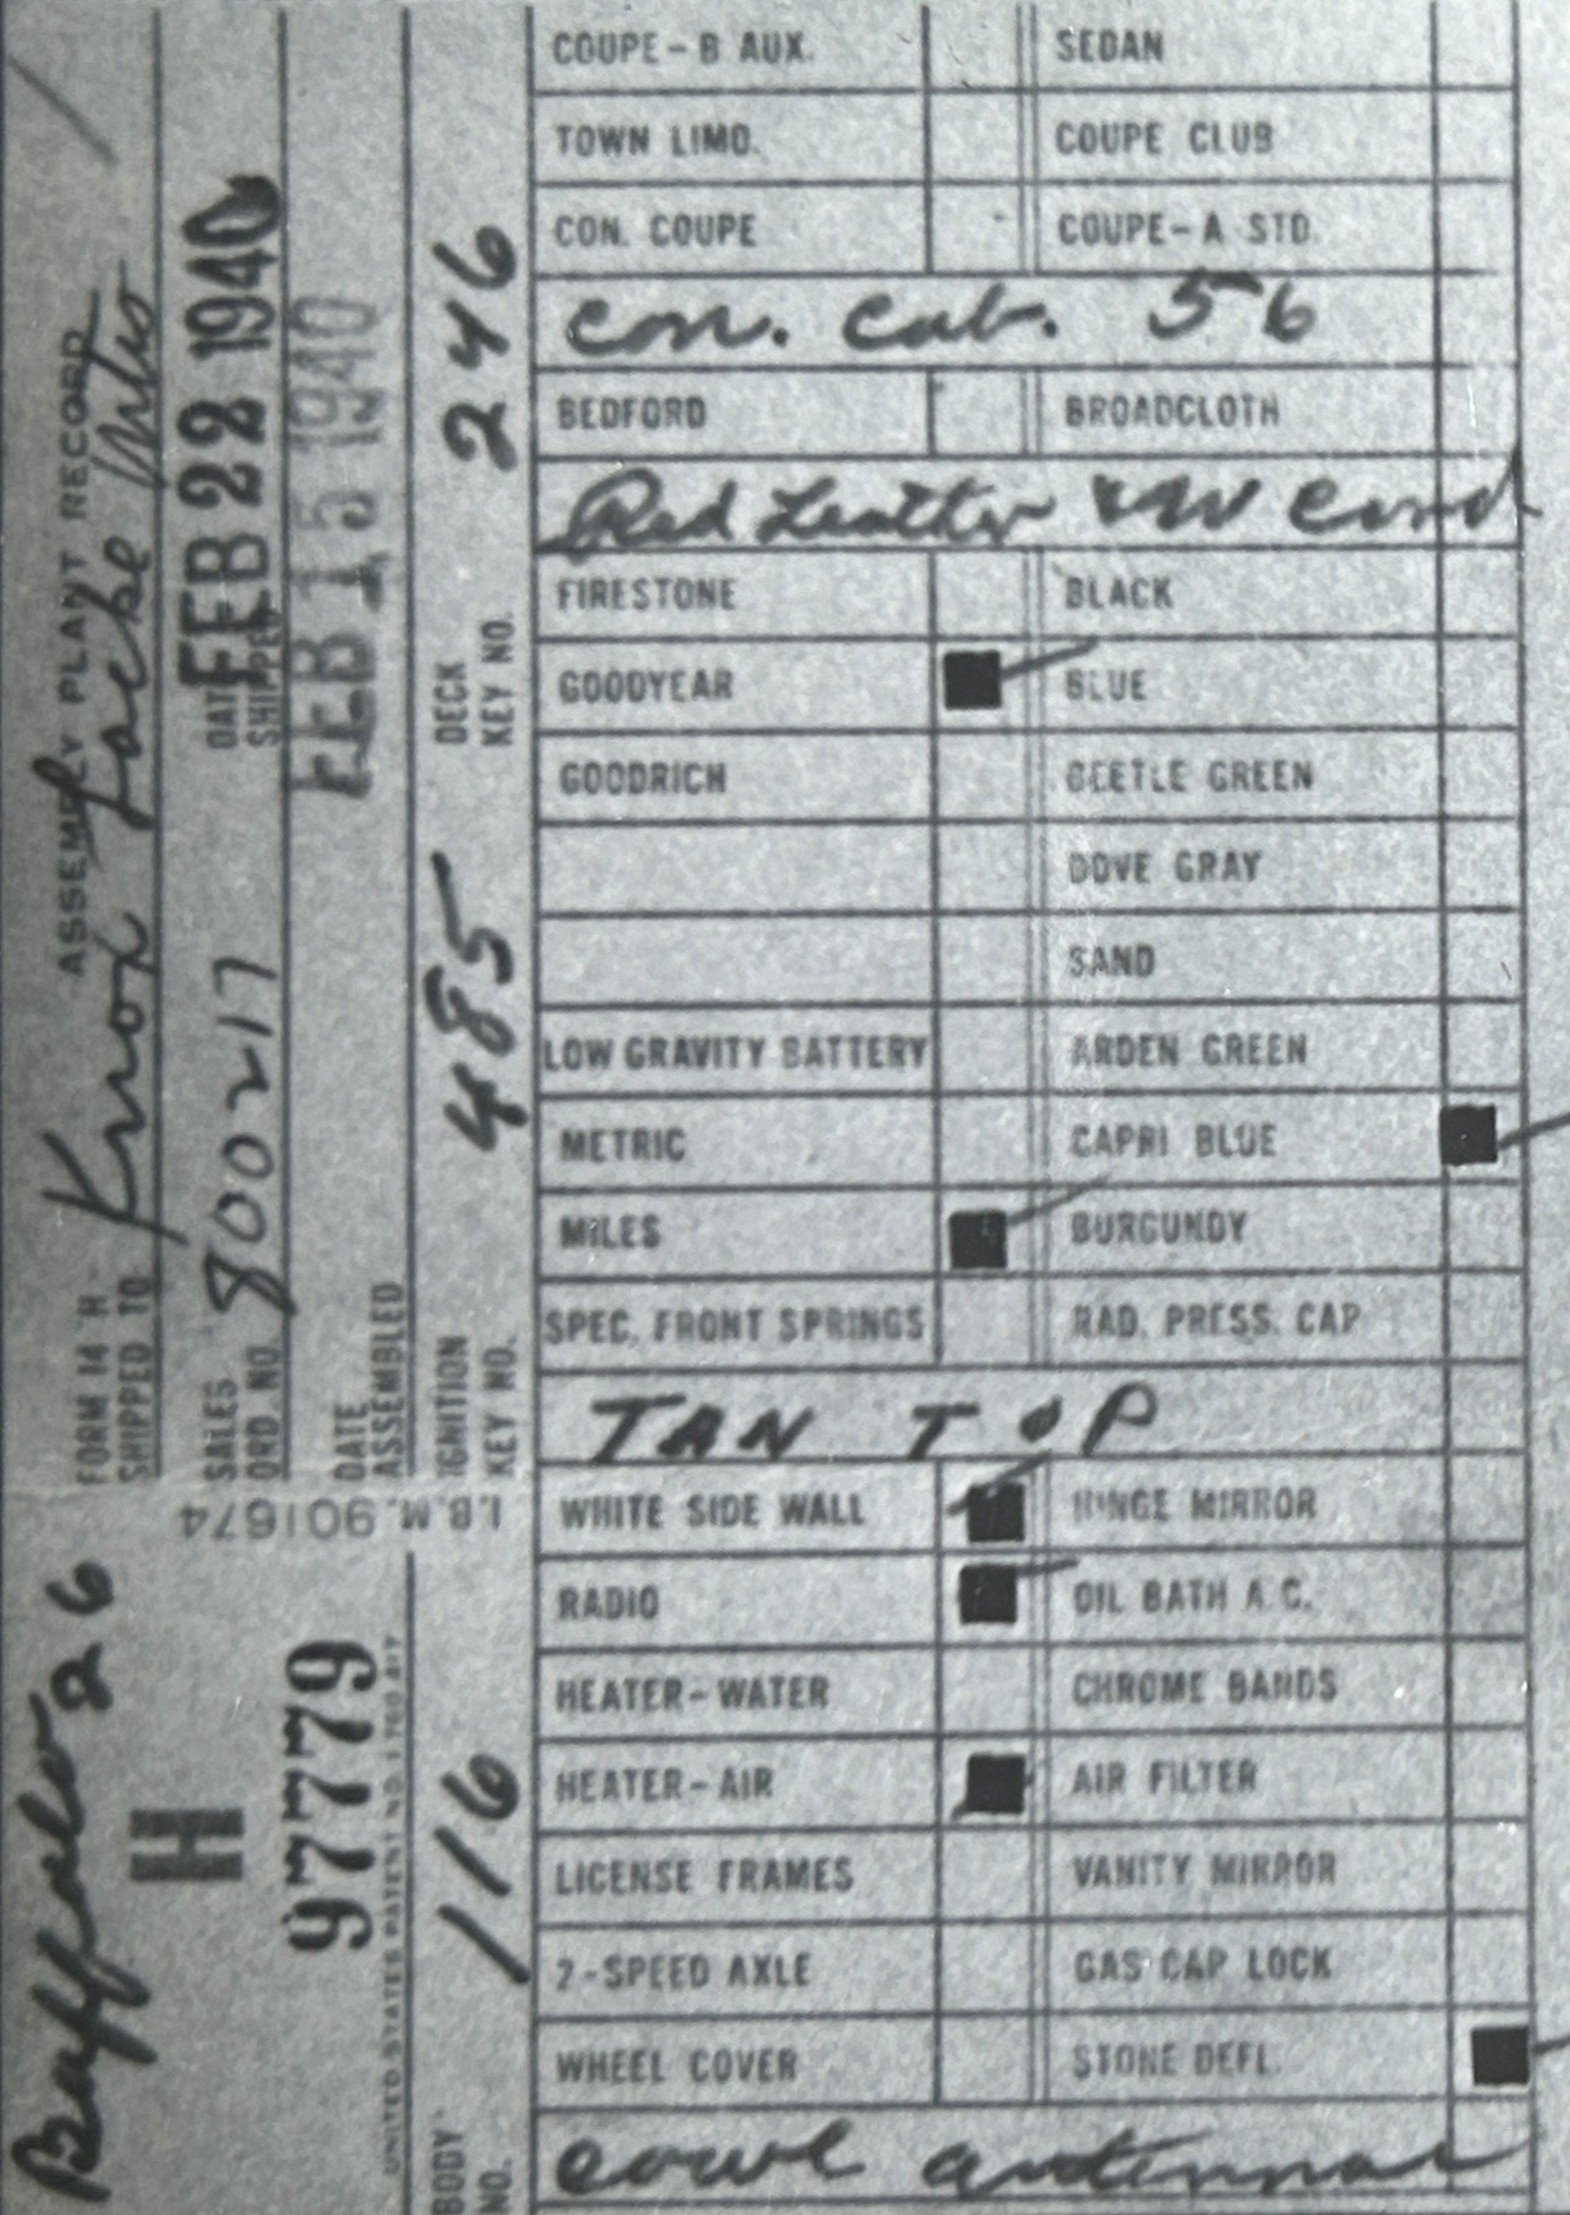 FORM 14 H ASSEMBLY PLANT RECORD
SHIPPED TO Knox
SALES ORD. NO. 800217 DATE SHIPPED FEB 22 1940
DATE ASSEMBLED FEB 15 1940
IGNITION KEY NO. 485 DECK KEY NO. 246
Buffalo 26
H
97779
I.B.M. 901674
BODY NO. 116
COUPE-B AUX. SEDAN
TOWN LIMO. COUPE CLUB
CON. COUPE COUPE-A STD.
Con. Cab. 56
BEDFORD BROADCLOTH
Red Leather & W Cord
FIRESTONE BLACK
GOODYEAR BLUE
GOODRICH BEETLE GREEN
DOVE GRAY
SAND
LOW GRAVITY BATTERY ARDEN GREEN
METRIC CAPRI BLUE
MILES BURGUNDY
SPEC. FRONT SPRINGS RAD. PRESS. CAP
TAN TOP
WHITE SIDE WALL HINGE MIRROR
RADIO OIL BATH A.C.
HEATER-WATER CHROME BANDS
HEATER-AIR AIR FILTER
LICENSE FRAMES VANITY MIRROR
2-SPEED AXLE GAS CAP LOCK
WHEEL COVER STONE DEFL.
cowl antenna
UNITED STATES PATENT NO.